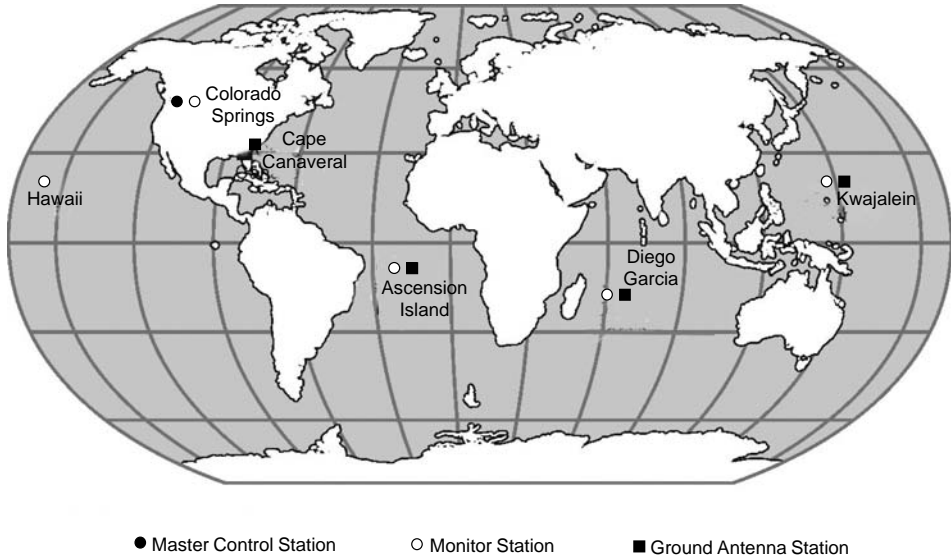 Colorado
Springs
Cape
Canaveral
Hawaii
Kwajalein
Diego
Garcia
Ascension
Island
Master Control Station
Monitor Station
Ground Antenna Station